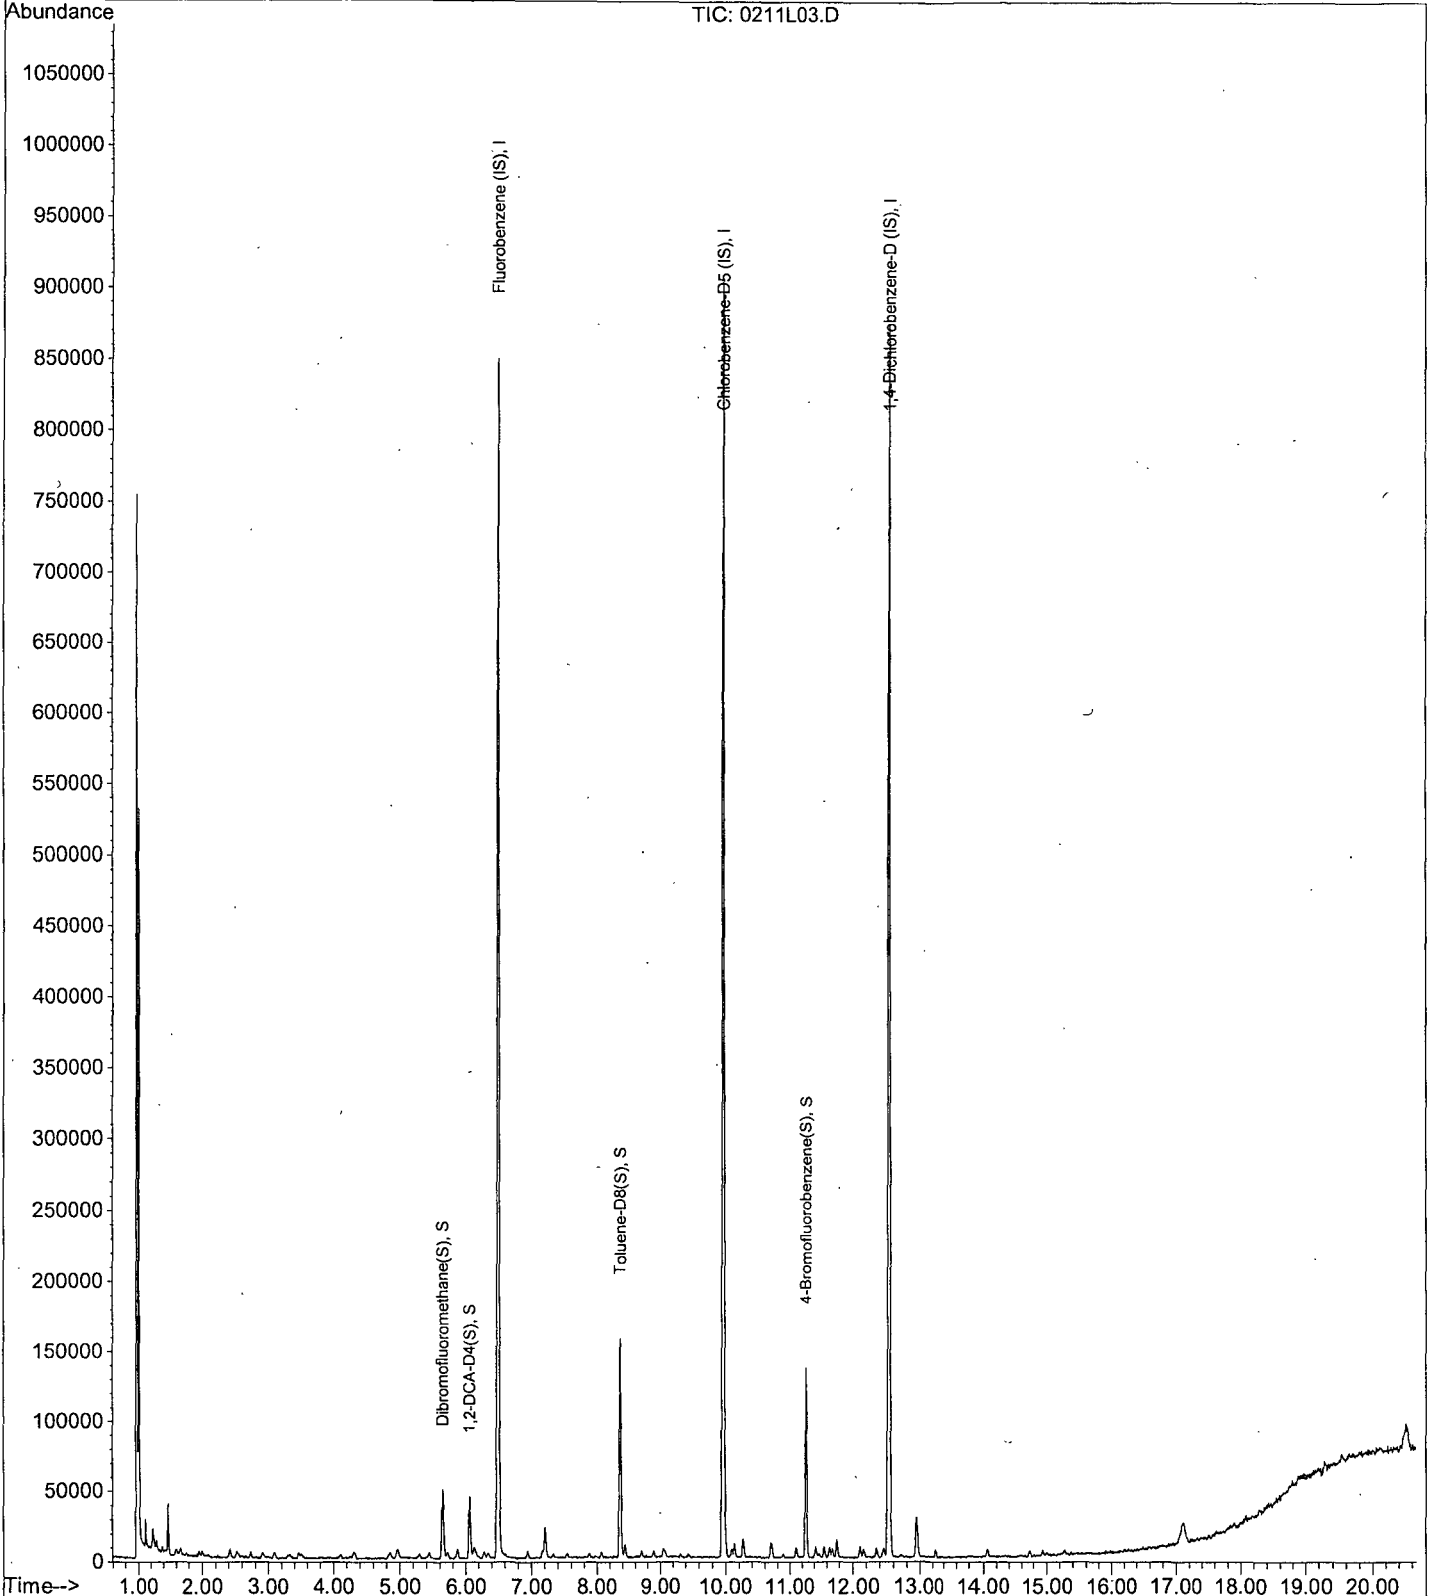 Abundance
TIC: 0211L03.D
1050000
1000000
950000
900000
850000
800000
750000
700000
650000
600000
550000
500000
450000
400000
350000
300000
250000
200000
150000
100000
50000
0
Fluorobenzene (IS), I
Chlorobenzene-D5 (IS), I
1,4-Dichlorobenzene-D (IS), I
Dibromofluoromethane(S), S
1,2-DCA-D4(S), S
Toluene-D8(S), S
4-Bromofluorobenzene(S), S
Time--> 1.00 2.00 3.00 4.00 5.00 6.00 7.00 8.00 9.00 10.00 11.00 12.00 13.00 14.00 15.00 16.00 17.00 18.00 19.00 20.00